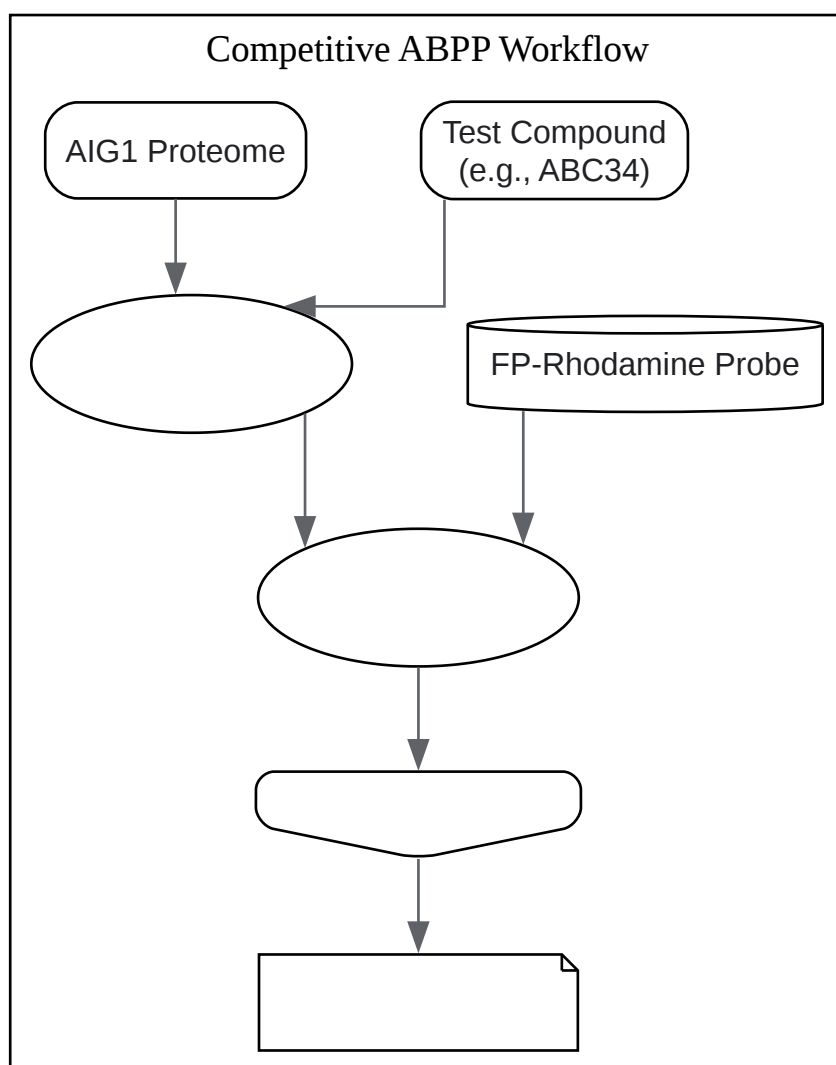 Competitive ABPP Workflow
AIG1 Proteome
Test Compound
(e.g., ABC34)
FP-Rhodamine Probe